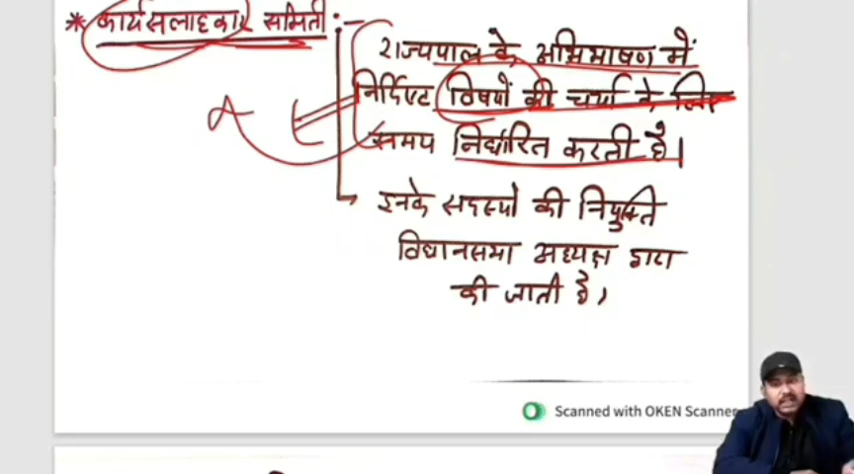 * कार्यसलाहकार समिती :-
राज्यपाल के अभिभाषण में
निर्दिष्ट विषयों की चर्चा के लिए
समय निर्धारित करती है।
इनके सदस्यों की नियुक्ति
विधानसभा अध्यक्ष द्वारा
की जाती है।
Scanned with OKEN Scanner